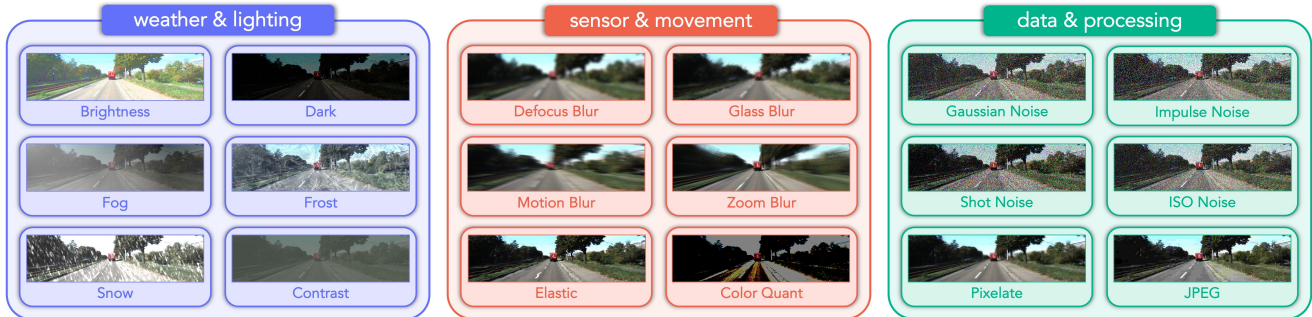 weather & lighting
Brightness
Dark
Fog
Frost
Snow
Contrast
sensor & movement
Defocus Blur
Glass Blur
Motion Blur
Zoom Blur
Elastic
Color Quant
data & processing
Gaussian Noise
Impulse Noise
Shot Noise
ISO Noise
Pixelate
JPEG